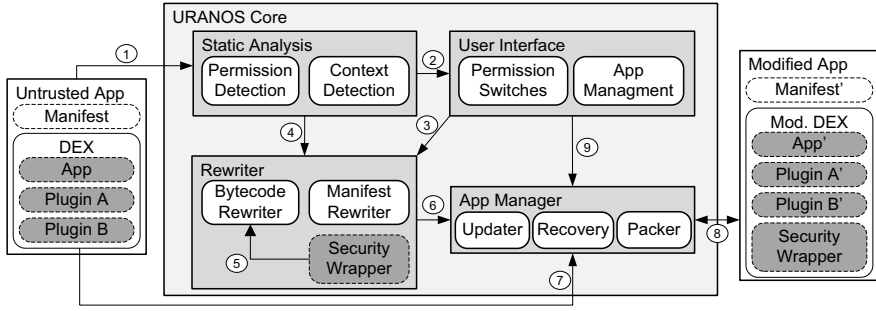 URANOS Core
Static Analysis
Permission
Detection
Context
Detection
User Interface
Permission
Switches
App
Managment
1
2
3
4
9
Untrusted App
Manifest
DEX
App
Plugin A
Plugin B
Rewriter
Bytecode
Rewriter
Manifest
Rewriter
Security
Wrapper
5
6
App Manager
Updater
Recovery
Packer
7
8
Modified App
Manifest'
Mod. DEX
App'
Plugin A'
Plugin B'
Security
Wrapper